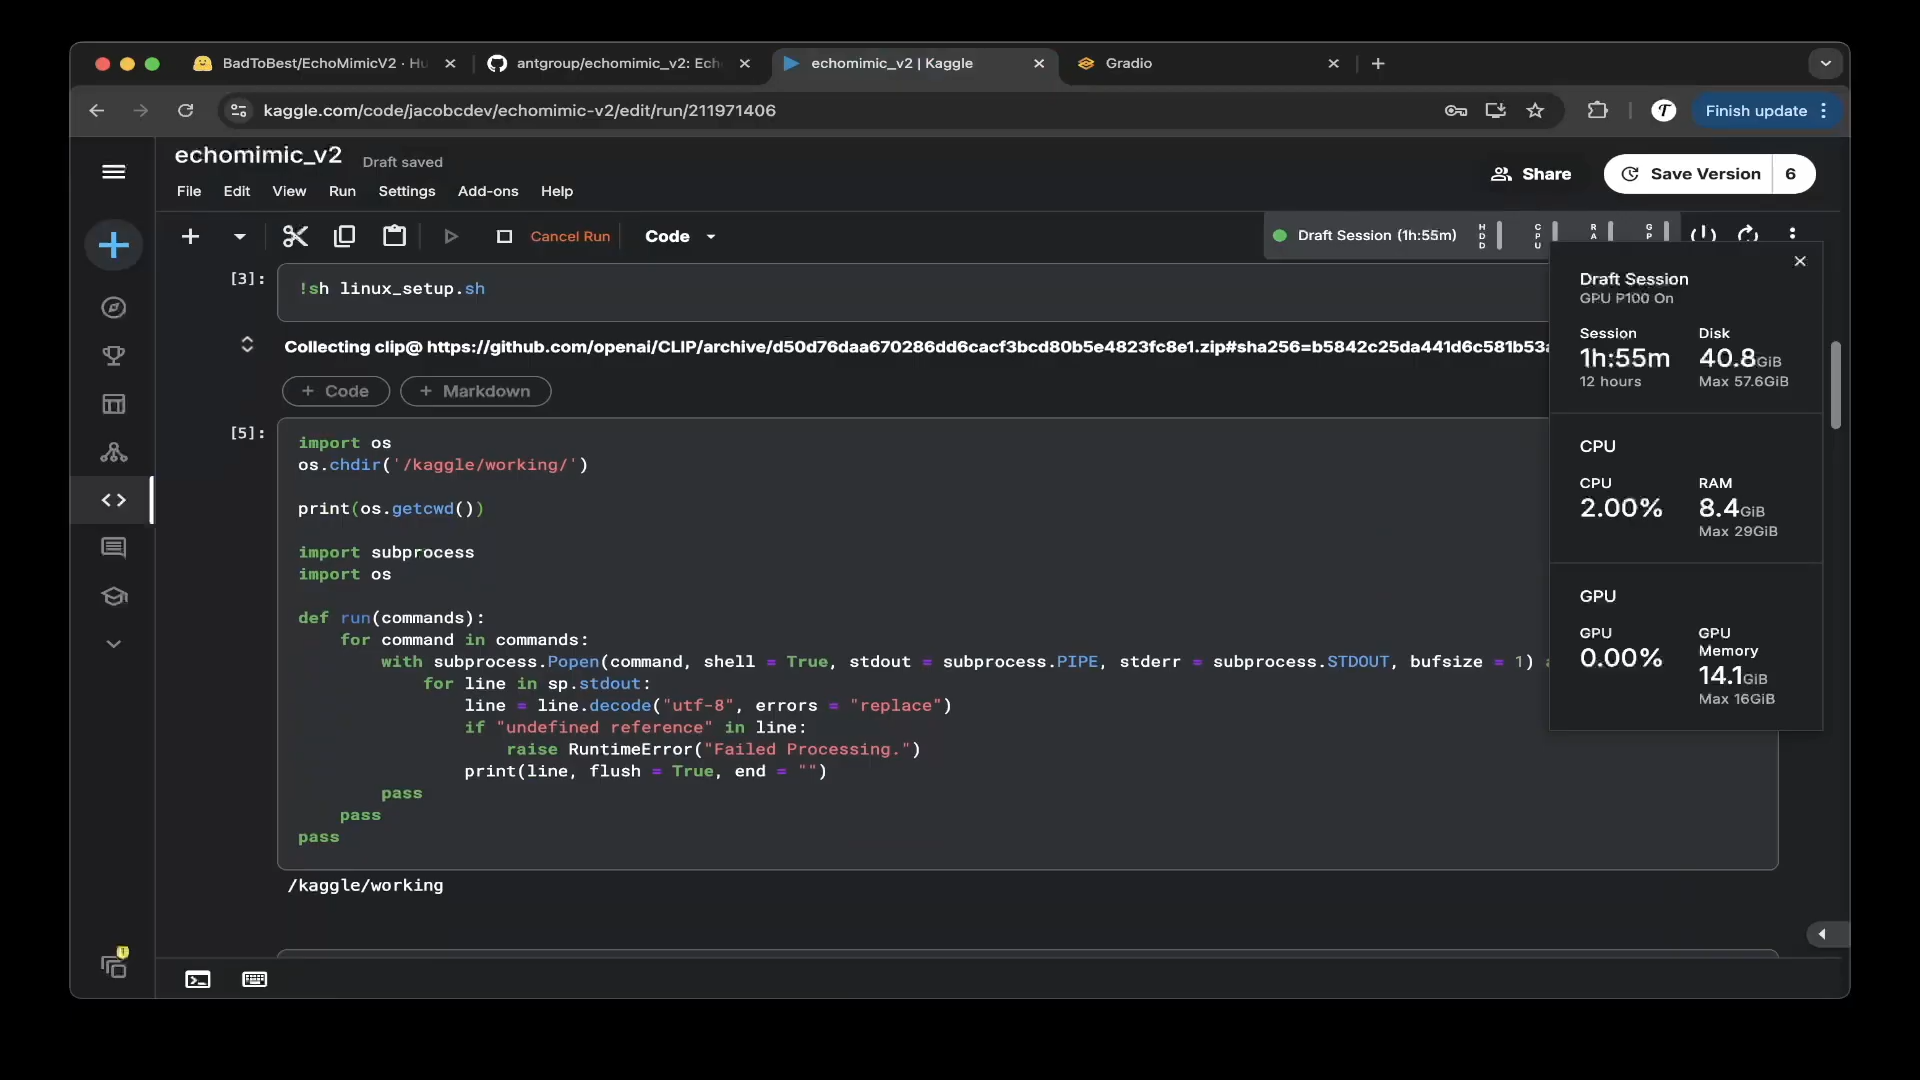 BadToBest/EchoMimicV2 · Hu
antgroup/echomimic_v2: Ech
echomimic_v2 | Kaggle
Gradio
kaggle.com/code/jacobcdev/echomimic-v2/edit/run/211971406
Finish update
echomimic_v2
Draft saved
File Edit View Run Settings Add-ons Help
Share
Save Version
6
Cancel Run
Code
Draft Session (1h:55m)
HDD
CPU
RA
GP
[3]:
!sh linux_setup.sh
Collecting clip@ https://github.com/openai/CLIP/archive/d50d76daa670286dd6cacf3bcd80b5e4823fc8e1.zip#sha256=b5842c25da441d6c581b53a
+ Code
+ Markdown
[5]:
import os
os.chdir('/kaggle/working/')
print(os.getcwd())
import subprocess
import os
def run(commands):
for command in commands:
with subprocess.Popen(command, shell = True, stdout = subprocess.PIPE, stderr = subprocess.STDOUT, bufsize = 1) a
for line in sp.stdout:
line = line.decode("utf-8", errors = "replace")
if "undefined reference" in line:
raise RuntimeError("Failed Processing.")
print(line, flush = True, end = "")
pass
pass
pass
/kaggle/working
Draft Session
GPU P100 On
Session
1h:55m
12 hours
Disk
40.8GiB
Max 57.6GiB
CPU
CPU
2.00%
RAM
8.4GiB
Max 29GiB
GPU
GPU
0.00%
GPU
Memory
14.1GiB
Max 16GiB